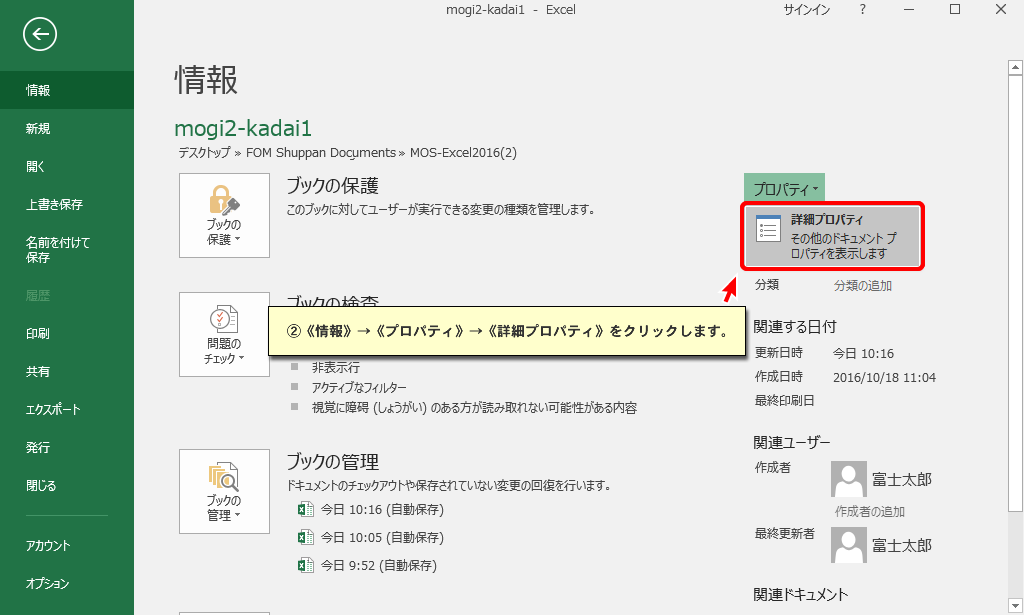 mogi2-kadai1 - Excel
サインイン ?
情報
新規
開く
上書き保存
名前を付けて
保存
履歴
印刷
共有
エクスポート
発行
閉じる
アカウント
オプション
情報
mogi2-kadai1
デスクトップ » FOM Shuppan Documents » MOS-Excel2016(2)
ブックの
保護
ブックの保護
このブックに対してユーザーが実行できる変更の種類を管理します。
問題の
チェック
ブックの検査
②《情報》→《プロパティ》→《詳細プロパティ》をクリックします。
非表示行
アクティブなフィルター
視覚に障碍 (しょうがい) のある方が読み取れない可能性がある内容
ブックの
管理
ブックの管理
ドキュメントのチェックアウトや保存されていない変更の回復を行います。
今日 10:16 (自動保存)
今日 10:05 (自動保存)
今日 9:52 (自動保存)
プロパティ
詳細プロパティ
その他のドキュメント プ
ロパティを表示します
分類 分類の追加
関連する日付
更新日時 今日 10:16
作成日時 2016/10/18 11:04
最終印刷日
関連ユーザー
作成者 富士太郎
作成者の追加
最終更新者 富士太郎
関連ドキュメント